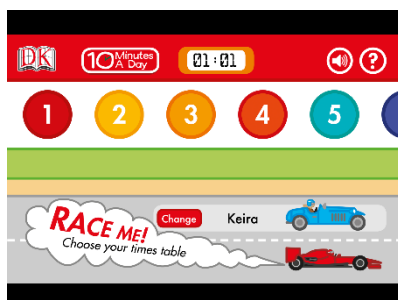 DK
10 Minutes
A Day
01:01
?
1 2 3 4 5
RACE ME!
Choose your times table
Change
Keira